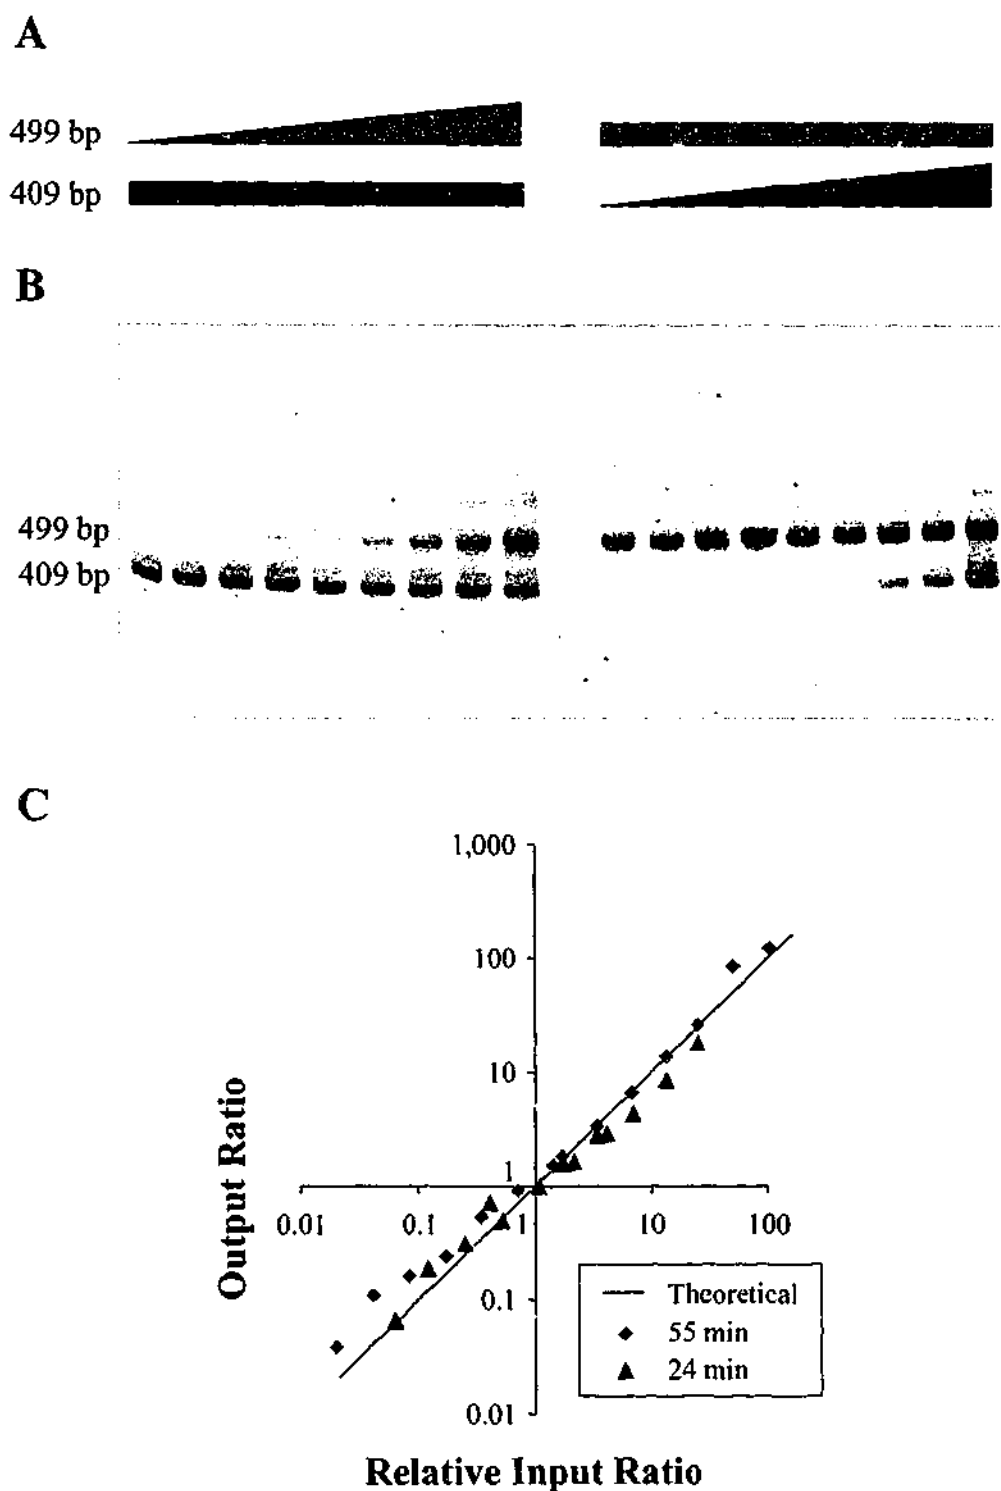 A
499 bp
409 bp
B
499 bp
409 bp
C
1,000
100
10
1
0.01 0.1 1 10 100
0.1
0.01
Output Ratio
Relative Input Ratio
Theoretical
55 min
24 min